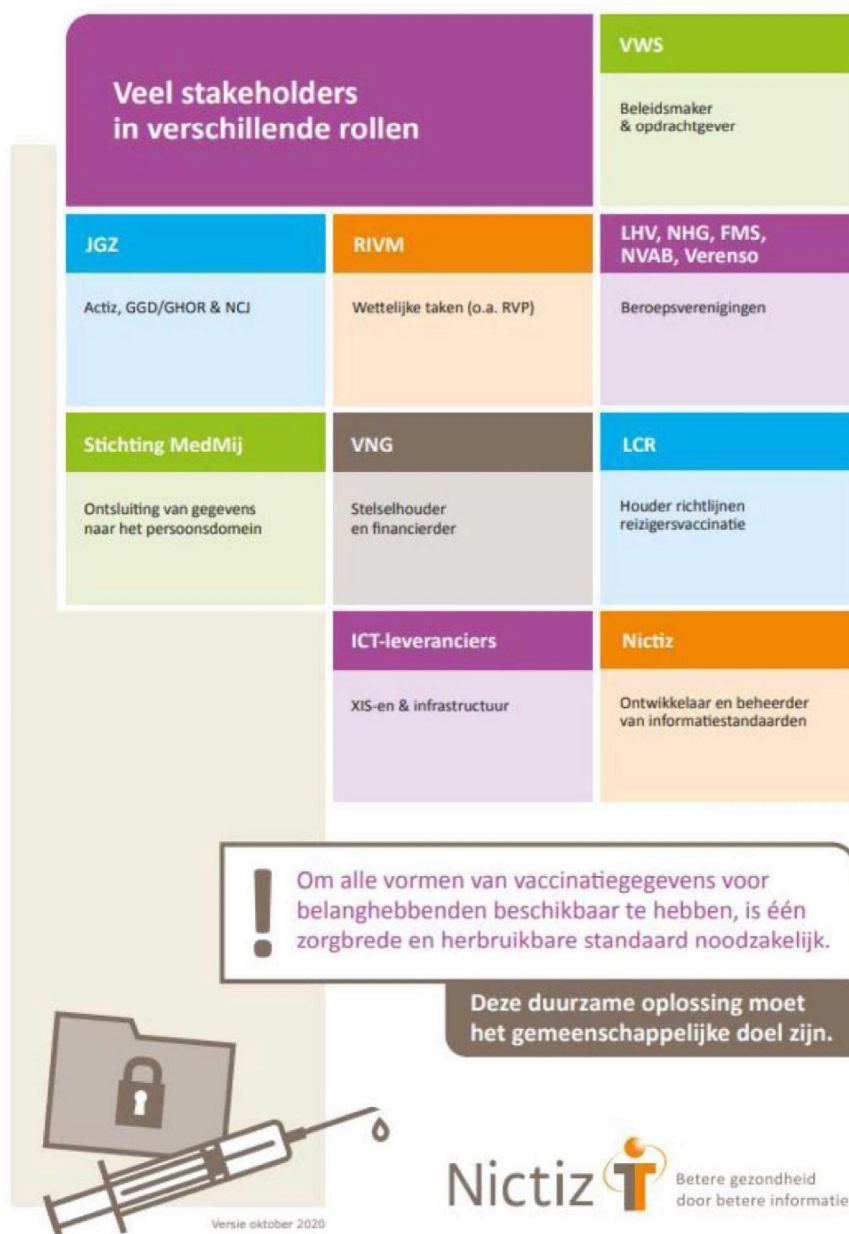 Veel stakeholders
in verschillende rollen
VWS
Beleidsmaker
& opdrachtgever
JGZ
Actiz, GGD/GHOR & NCJ
RIVM
Wettelijke taken (o.a. RVP)
LHV, NHG, FMS,
NVAB, Verenso
Beroepsverenigingen
Stichting MedMij
Ontsluiting van gegevens
naar het persoonsdomein
VNG
Stelselhouder
en financierder
LCR
Houder richtlijnen
reizigersvaccinatie
ICT-leveranciers
XIS-en & infrastructuur
Nictiz
Ontwikkelaar en beheerder
van informatiestandaarden
! Om alle vormen van vaccinatiegegevens voor
belanghebbenden beschikbaar te hebben, is één
zorgbrede en herbruikbare standaard noodzakelijk.
Deze duurzame oplossing moet
het gemeenschappelijke doel zijn.
Nictiz
Betere gezondheid
door betere informatie
Versie oktober 2020